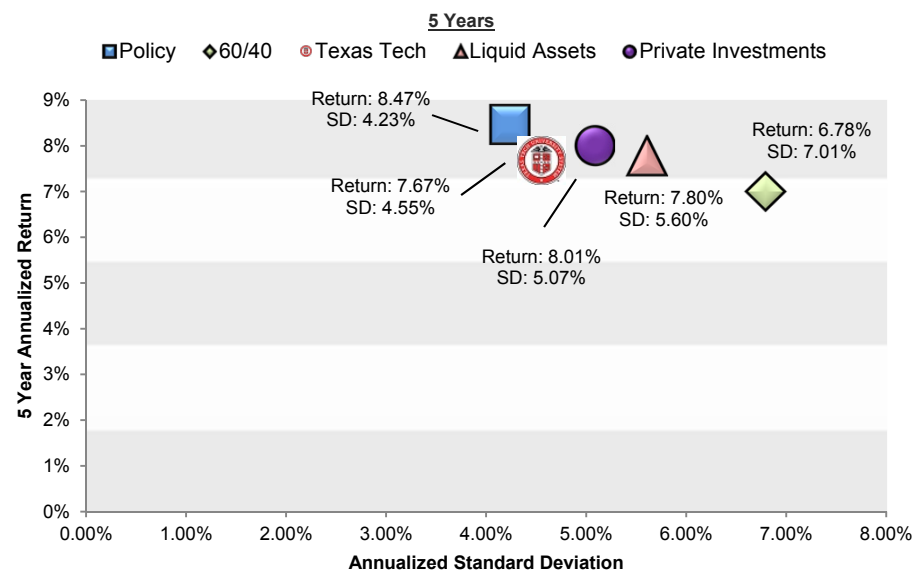 5 Years
Policy 60/40 Texas Tech Liquid Assets Private Investments
9%
8%
7%
6%
5%
4%
3%
2%
1%
0%
5 Year Annualized Return
Return: 8.47%
SD: 4.23%
Return: 7.67%
SD: 4.55%
Return: 8.01%
SD: 5.07%
Return: 7.80%
SD: 5.60%
Return: 6.78%
SD: 7.01%
0.00% 1.00% 2.00% 3.00% 4.00% 5.00% 6.00% 7.00% 8.00%
Annualized Standard Deviation